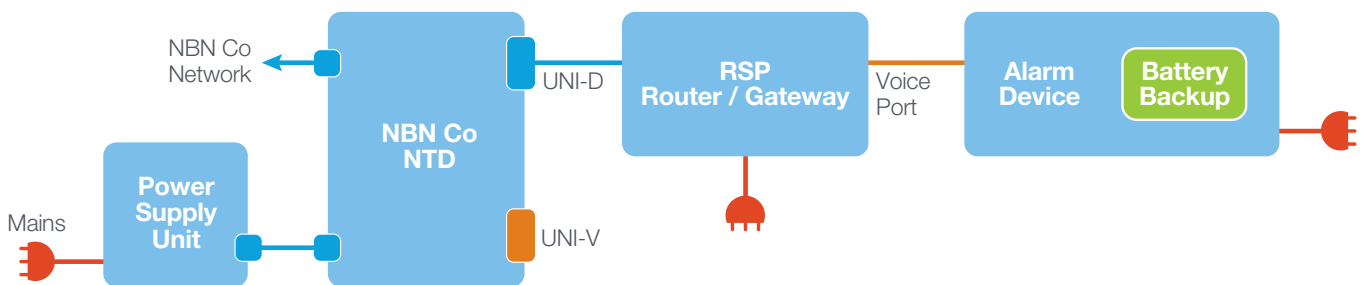 NBN Co
Network
UNI-D
RSP
Router / Gateway
Voice
Port
Alarm
Device
Battery
Backup
NBN Co
NTD
Power
Supply
Unit
Mains
UNI-V